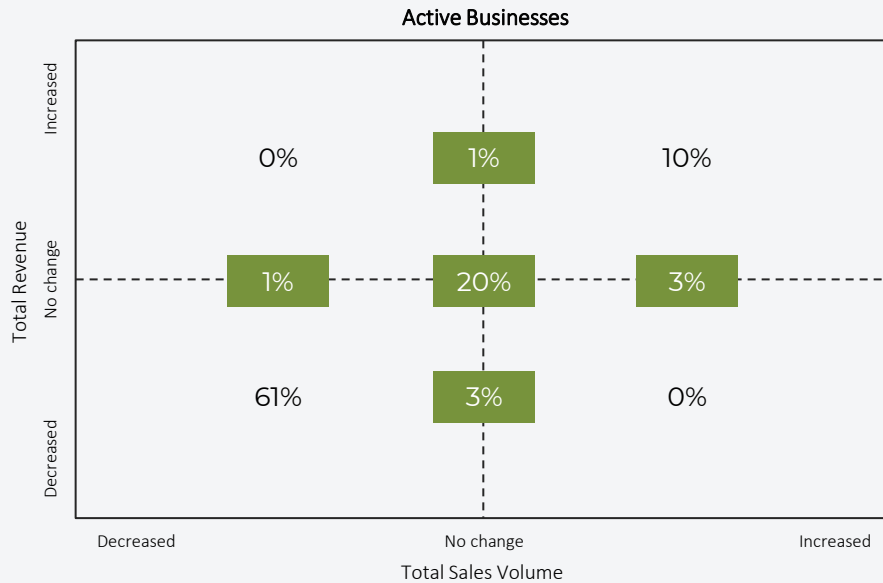 Active Businesses
Increased
0%
1%
10%
Total Revenue
No change
1%
20%
3%
61%
3%
0%
Decreased
Decreased
No change
Increased
Total Sales Volume